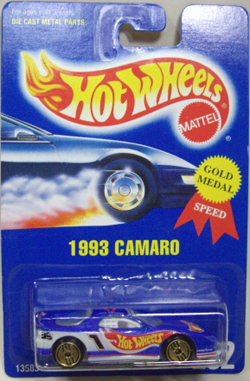 DIE CAST METAL PARTS
HOT WHEELS
MATTEL
GOLD
MEDAL
SPEED
1993 CAMARO
HOT WHEELS